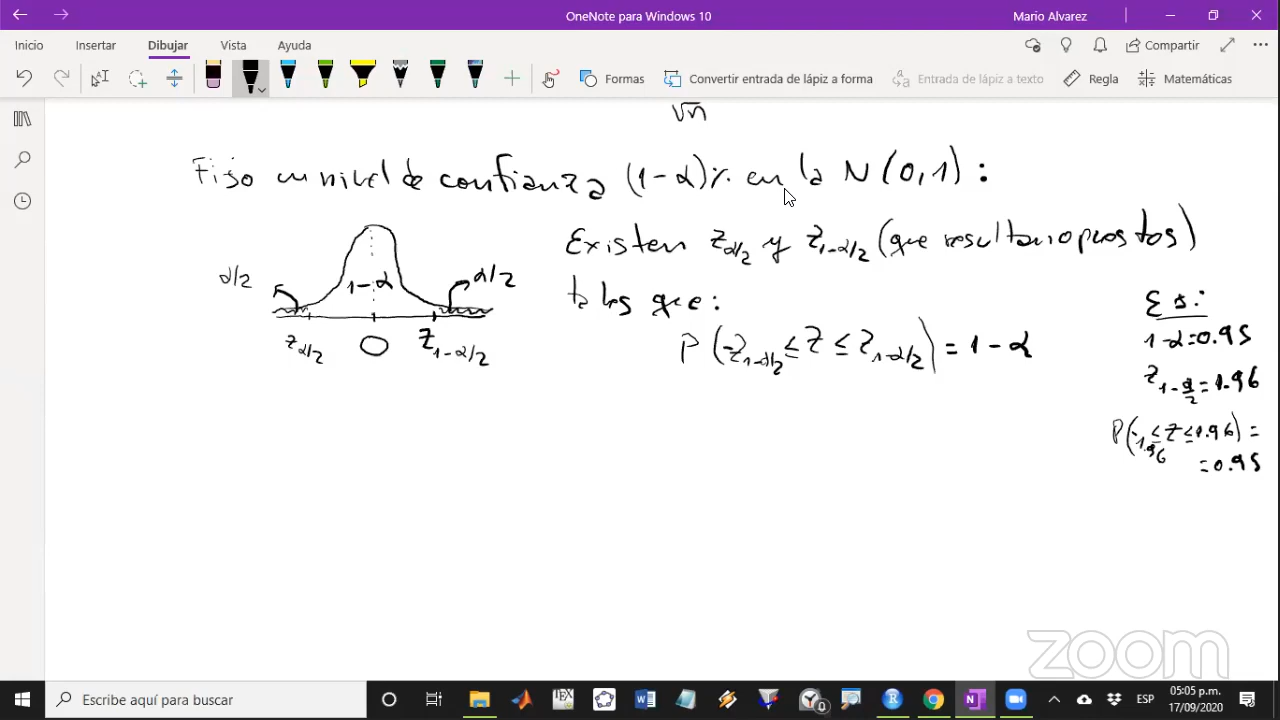 OneNote para Windows 10
Mario Alvarez
Inicio Insertar Dibujar Vista Ayuda
Compartir
Formas Convertir entrada de lápiz a forma Entrada de lápiz a texto Regla Matemáticas
√n
Fijo un nivel de confianza (1-α)% en la N(0,1):
Existen z_{α/2} y z_{1-α/2} (que resultan opuestos)
tales que:
P(-z_{1-α/2} ≤ Z ≤ z_{1-α/2}) = 1-α
α/2 1-α α/2
z_{α/2} 0 z_{1-α/2}
Ej:
1-α=0.95
z_{1-α/2}=1.96
P(-1.96≤Z≤1.96)=
=0.95
zoom
Escribe aquí para buscar
ESP
05:05 p.m.
17/09/2020